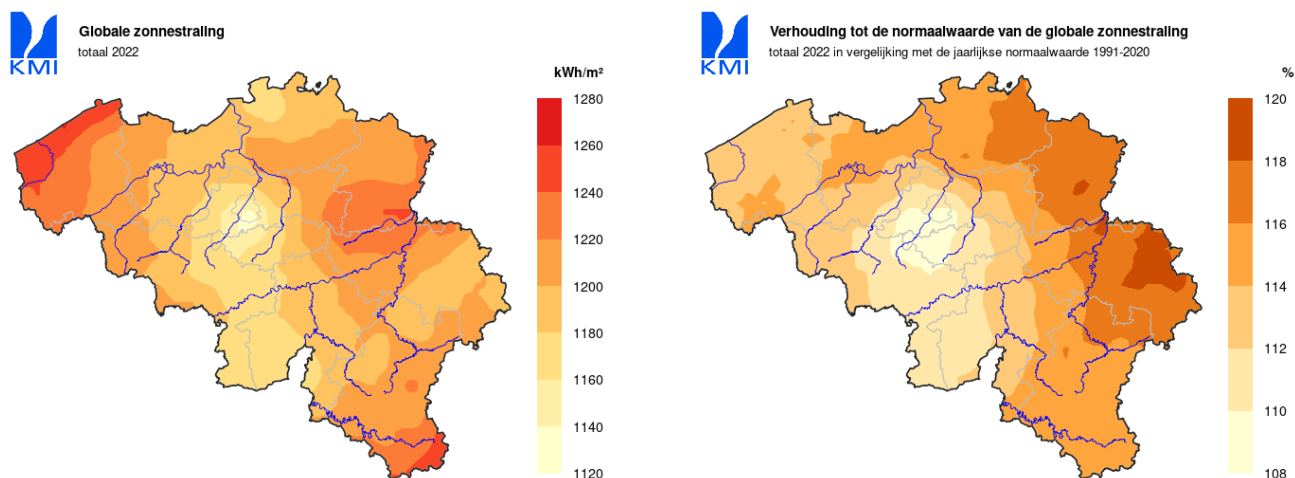 KMI
Globale zonnestraling
totaal 2022
kWh/m²
1280
1260
1240
1220
1200
1180
1160
1140
1120
KMI
Verhouding tot de normaalwaarde van de globale zonnestraling
totaal 2022 in vergelijking met de jaarlijkse normaalwaarde 1991-2020
%
120
118
116
114
112
110
108